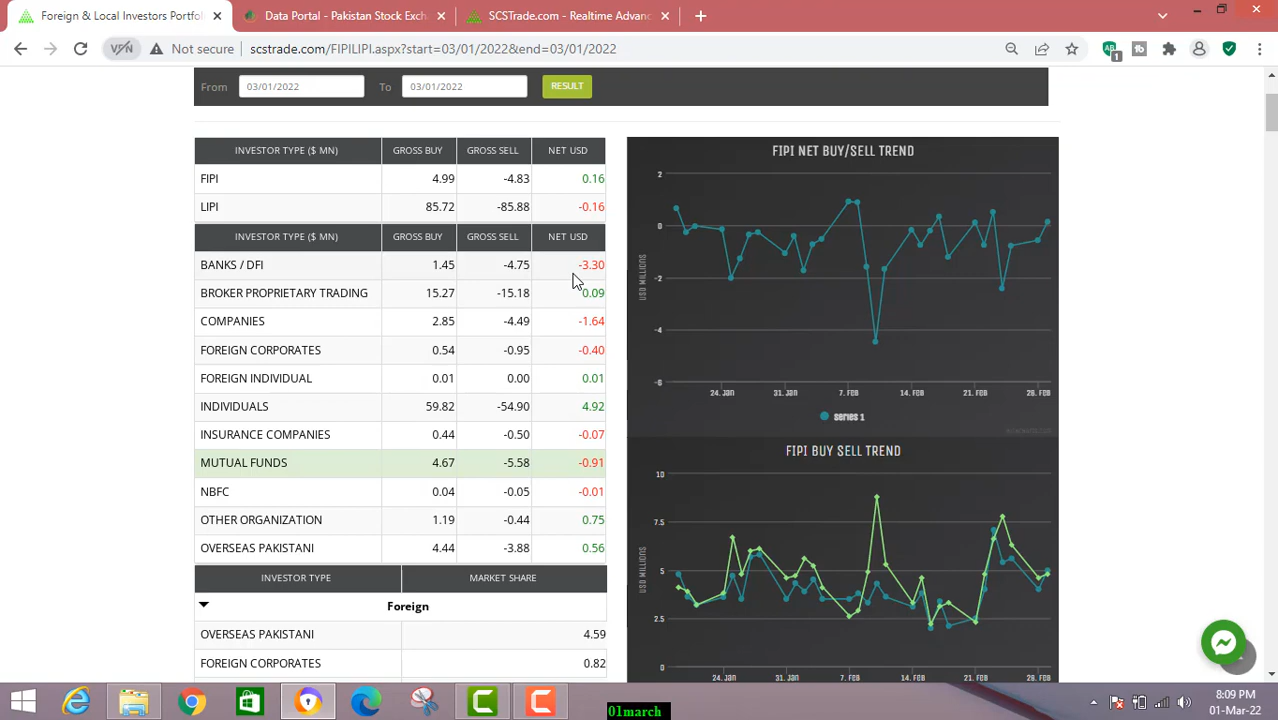 Foreign & Local Investors Portfo
Data Portal - Pakistan Stock Exch
SCSTrade.com - Realtime Advanc
VPN
Not secure
scstrade.com/FIPILIPI.aspx?start=03/01/2022&end=03/01/2022
1
From 03/01/2022 To 03/01/2022 RESULT
INVESTOR TYPE ($ MN) GROSS BUY GROSS SELL NET USD
FIPI 4.99 -4.83 0.16
LIPI 85.72 -85.88 -0.16
INVESTOR TYPE ($ MN) GROSS BUY GROSS SELL NET USD
BANKS / DFI 1.45 -4.75 -3.30
BROKER PROPRIETARY TRADING 15.27 -15.18 0.09
COMPANIES 2.85 -4.49 -1.64
FOREIGN CORPORATES 0.54 -0.95 -0.40
FOREIGN INDIVIDUAL 0.01 0.00 0.01
INDIVIDUALS 59.82 -54.90 4.92
INSURANCE COMPANIES 0.44 -0.50 -0.07
MUTUAL FUNDS 4.67 -5.58 -0.91
NBFC 0.04 -0.05 -0.01
OTHER ORGANIZATION 1.19 -0.44 0.75
OVERSEAS PAKISTANI 4.44 -3.88 0.56
INVESTOR TYPE MARKET SHARE
Foreign
OVERSEAS PAKISTANI 4.59
FOREIGN CORPORATES 0.82
FIPI NET BUY/SELL TREND
USD MILLIONS
2
0
-2
-4
-6
24. Jan 31. Jan 7. Feb 14. Feb 21. Feb 28. Feb
series 1
FIPI BUY SELL TREND
USD MILLIONS
10
7.5
5
2.5
0
24. Jan 31. Jan 7. Feb 14. Feb 21. Feb 28. Feb
01march
8:09 PM
01-Mar-22